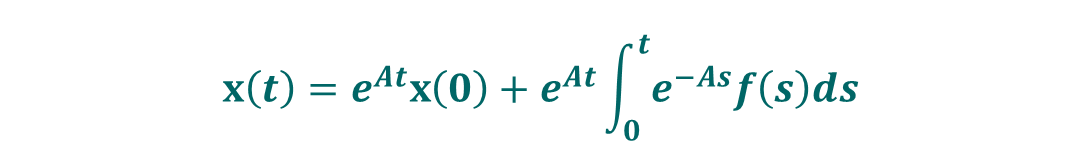 x(t) = e^{At}x(0) + e^{At} ∫_0^t e^{-As} f(s)ds